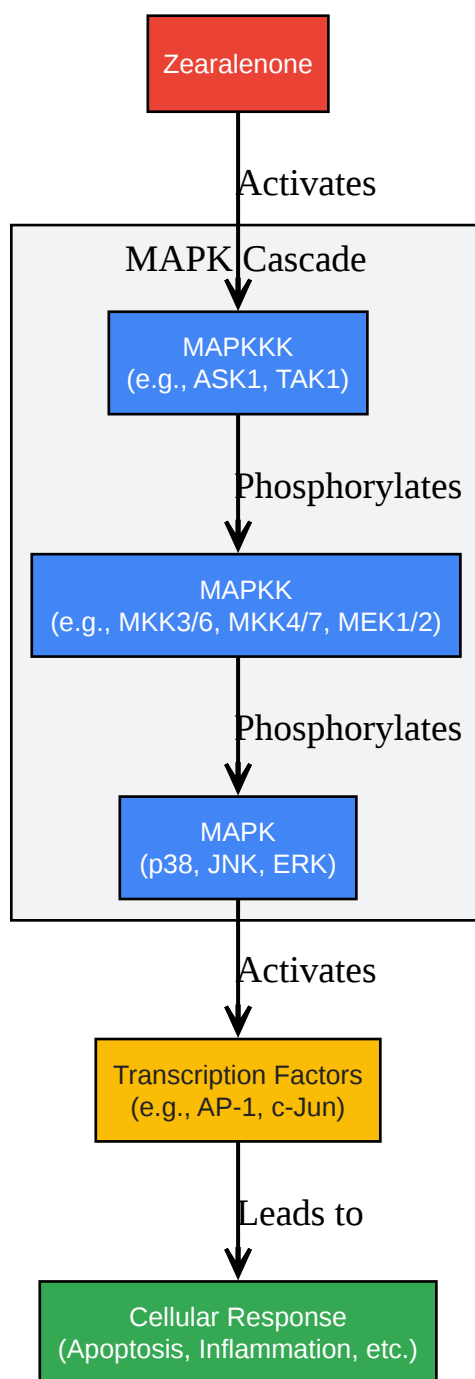 Zearalenone
Activates
MAPK Cascade
MAPKKK
(e.g., ASK1, TAK1)
Phosphorylates
MAPKK
(e.g., MKK3/6, MKK4/7, MEK1/2)
Phosphorylates
MAPK
(p38, JNK, ERK)
Activates
Transcription Factors
(e.g., AP-1, c-Jun)
Leads to
Cellular Response
(Apoptosis, Inflammation, etc.)